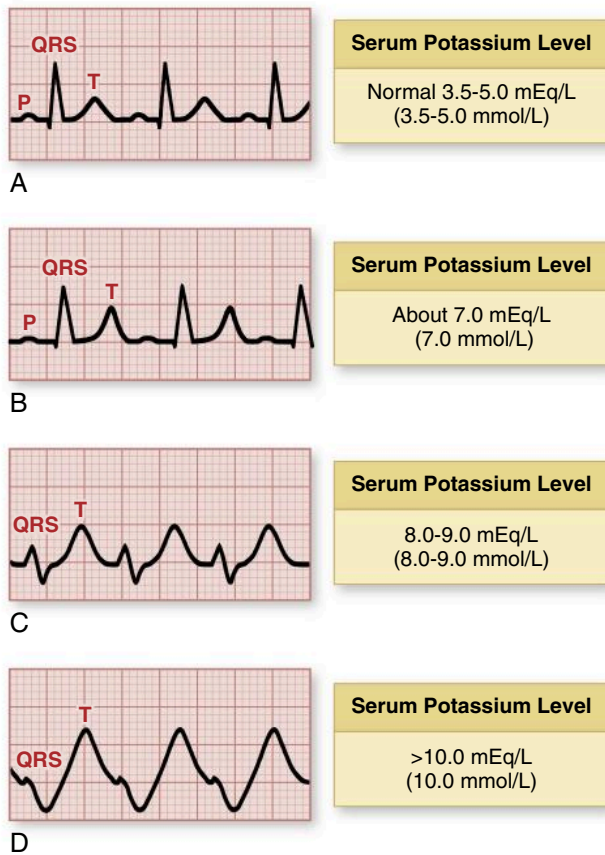 QRS
P
T
A
Serum Potassium Level
Normal 3.5-5.0 mEq/L
(3.5-5.0 mmol/L)
QRS
P
T
B
Serum Potassium Level
About 7.0 mEq/L
(7.0 mmol/L)
QRS
T
C
Serum Potassium Level
8.0-9.0 mEq/L
(8.0-9.0 mmol/L)
QRS
T
D
Serum Potassium Level
>10.0 mEq/L
(10.0 mmol/L)